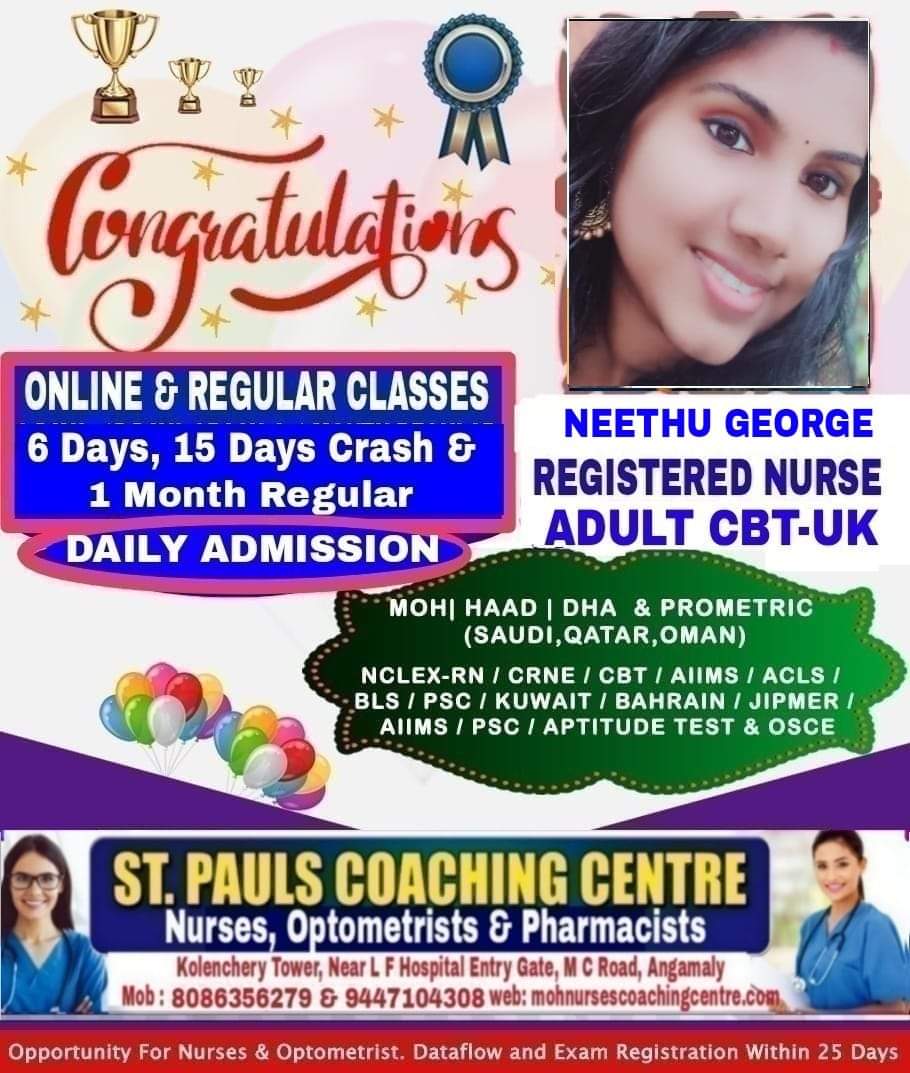 Congratulations
ONLINE & REGULAR CLASSES
6 Days, 15 Days Crash &
1 Month Regular
DAILY ADMISSION
NEETHU GEORGE
REGISTERED NURSE
ADULT CBT-UK
MOH| HAAD | DHA & PROMETRIC
(SAUDI,QATAR,OMAN)
NCLEX-RN / CRNE / CBT / AIIMS / ACLS /
BLS / PSC / KUWAIT / BAHRAIN / JIPMER /
AIIMS / PSC / APTITUDE TEST & OSCE
ST. PAULS COACHING CENTRE
Nurses, Optometrists & Pharmacists
Kolenchery Tower, Near L F Hospital Entry Gate, M C Road, Angamaly
Mob : 8086356279 & 9447104308 web: mohnursescoachingcentre.com
Opportunity For Nurses & Optometrist. Dataflow and Exam Registration Within 25 Days